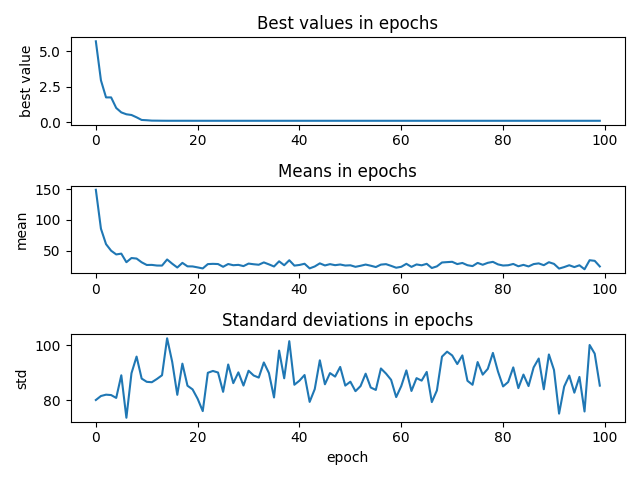 Best values in epochs
5.0
2.5
0.0
best value
0 20 40 60 80 100
Means in epochs
150
100
50
mean
0 20 40 60 80 100
Standard deviations in epochs
100
80
std
0 20 40 60 80 100
epoch